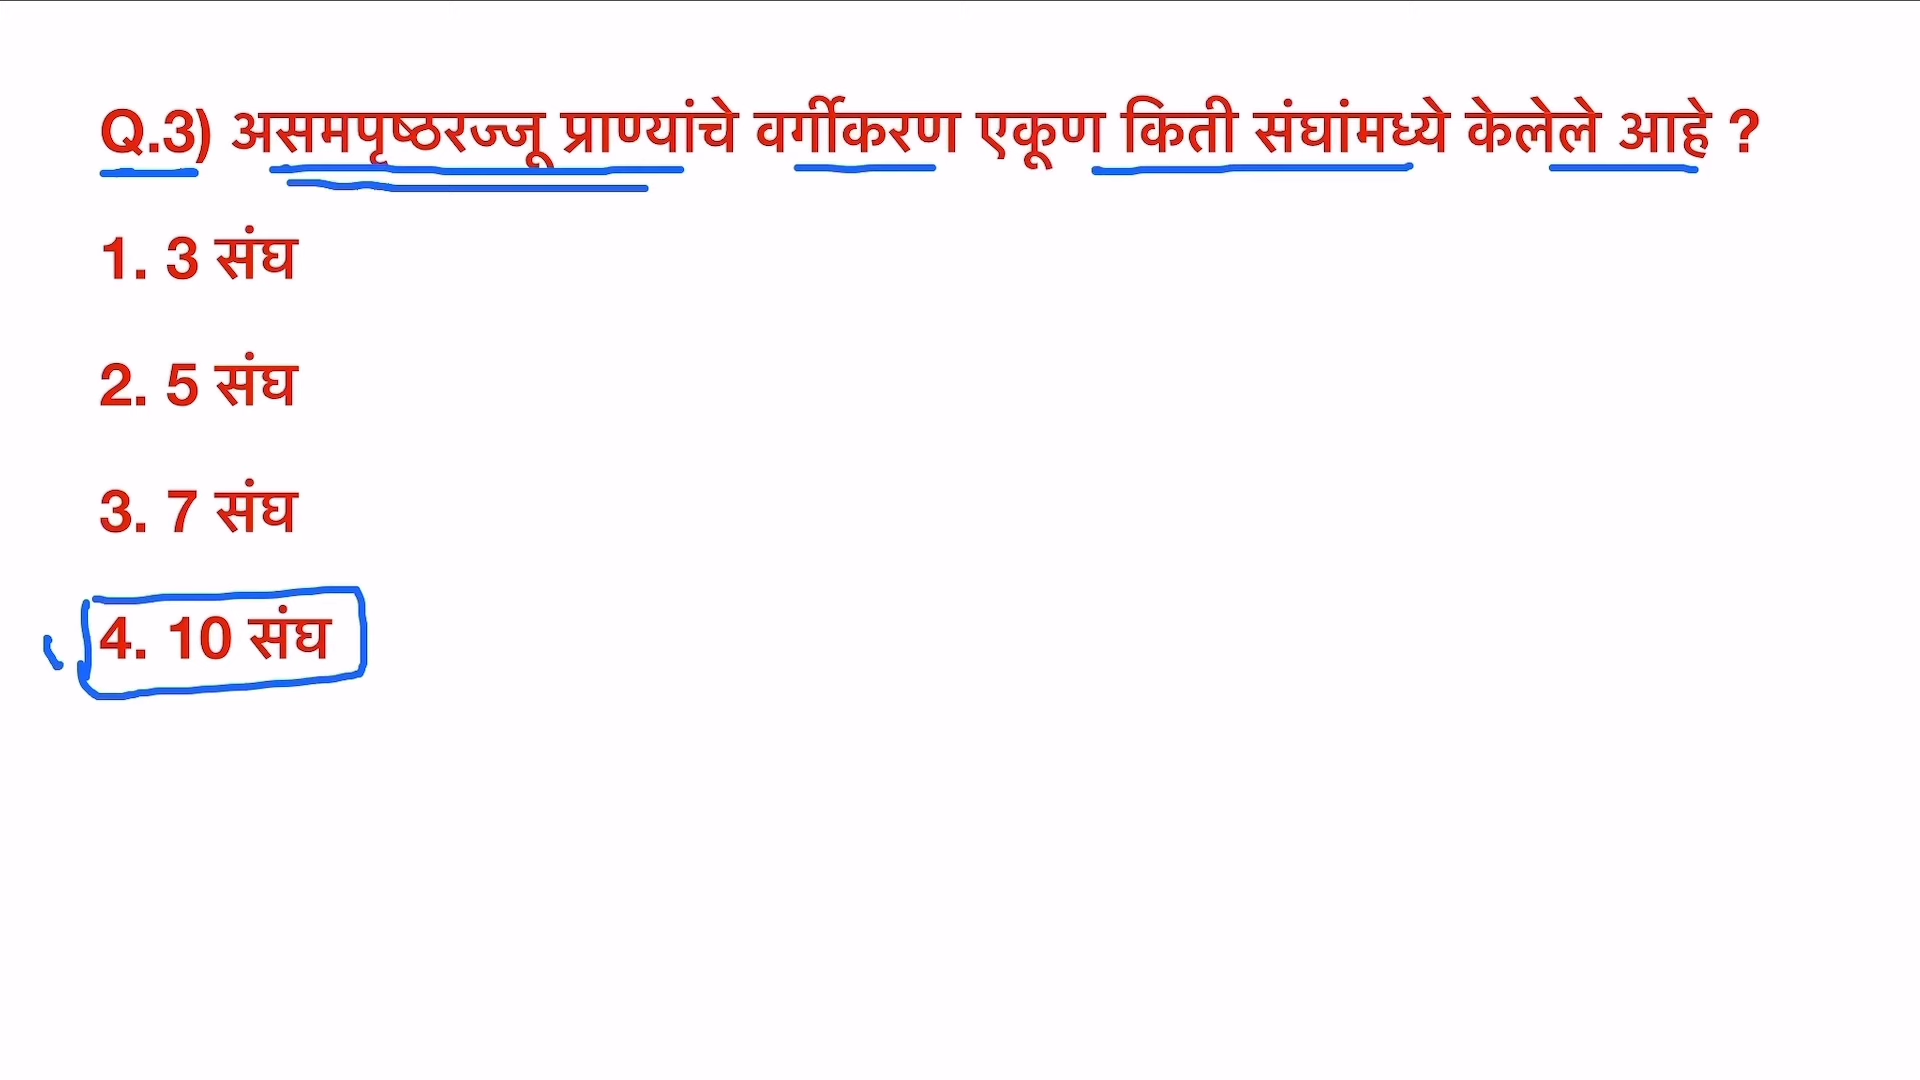 Q.3) असमपृष्ठरज्जू प्राण्यांचे वर्गीकरण एकूण किती संघांमध्ये केलेले आहे ?
1. 3 संघ
2. 5 संघ
3. 7 संघ
4. 10 संघ